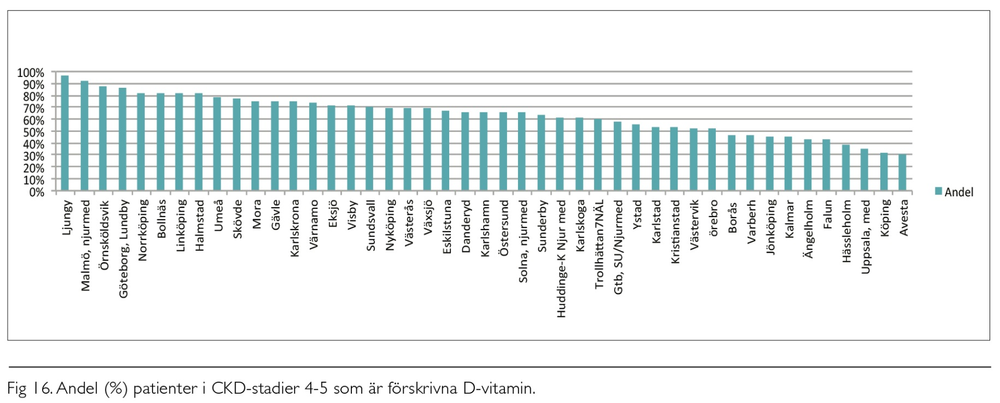 100%
90%
80%
70%
60%
50%
40%
30%
20%
10%
0%
Ljungy
Malmö, njurmed
Örnsköldsvik
Göteborg, Lundby
Norrköping
Bollnäs
Linköping
Halmstad
Umeå
Skövde
Mora
Gävle
Karlskrona
Värnamo
Eksjö
Visby
Sundsvall
Nyköping
Västerås
Växsjö
Eskilstuna
Danderyd
Karlshamn
Östersund
Solna, njurmed
Sunderby
Huddinge-K Njur med
Karlskoga
Trollhättan7NÄL
Gtb, SU/Njurmed
Ystad
Karlstad
Kristianstad
Västervik
örebro
Borås
Varberh
Jönköping
Kalmar
Ängelholm
Falun
Hässleholm
Uppsala, med
Köping
Avesta
Andel
Fig 16. Andel (%) patienter i CKD-stadier 4-5 som är förskrivna D-vitamin.